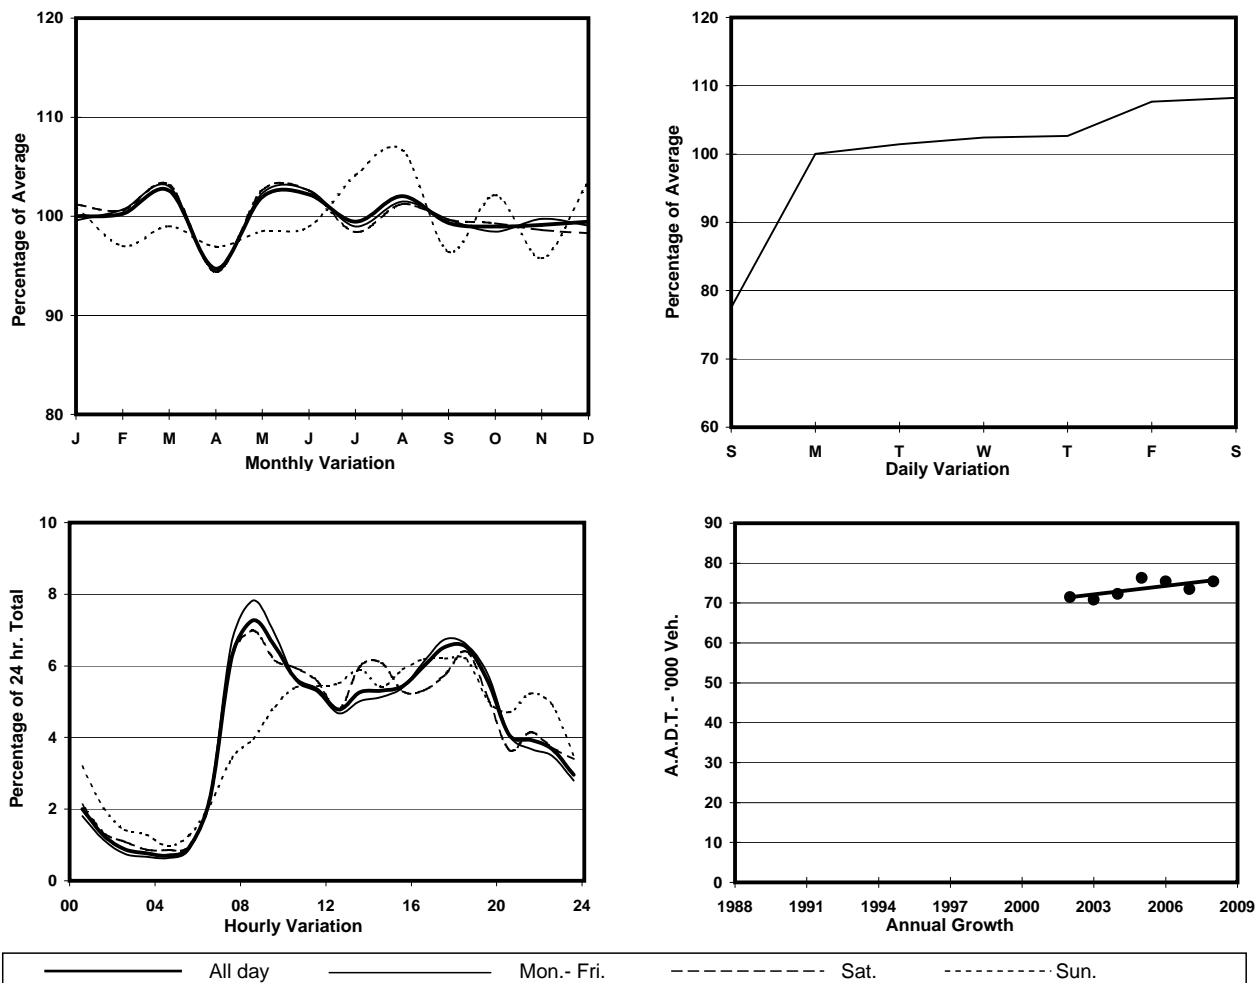 120
110
100
90
80
Percentage of Average
J F M A M J J A S O N D
Monthly Variation
120
110
100
90
80
70
60
Percentage of Average
S M T W T F S
Daily Variation
10
8
6
4
2
0
Percentage of 24 hr. Total
00 04 08 12 16 20 24
Hourly Variation
90
80
70
60
50
40
30
20
10
0
A.A.D.T. - '000 Veh.
1988 1991 1994 1997 2000 2003 2006 2009
Annual Growth
All day Mon.- Fri. Sat. Sun.